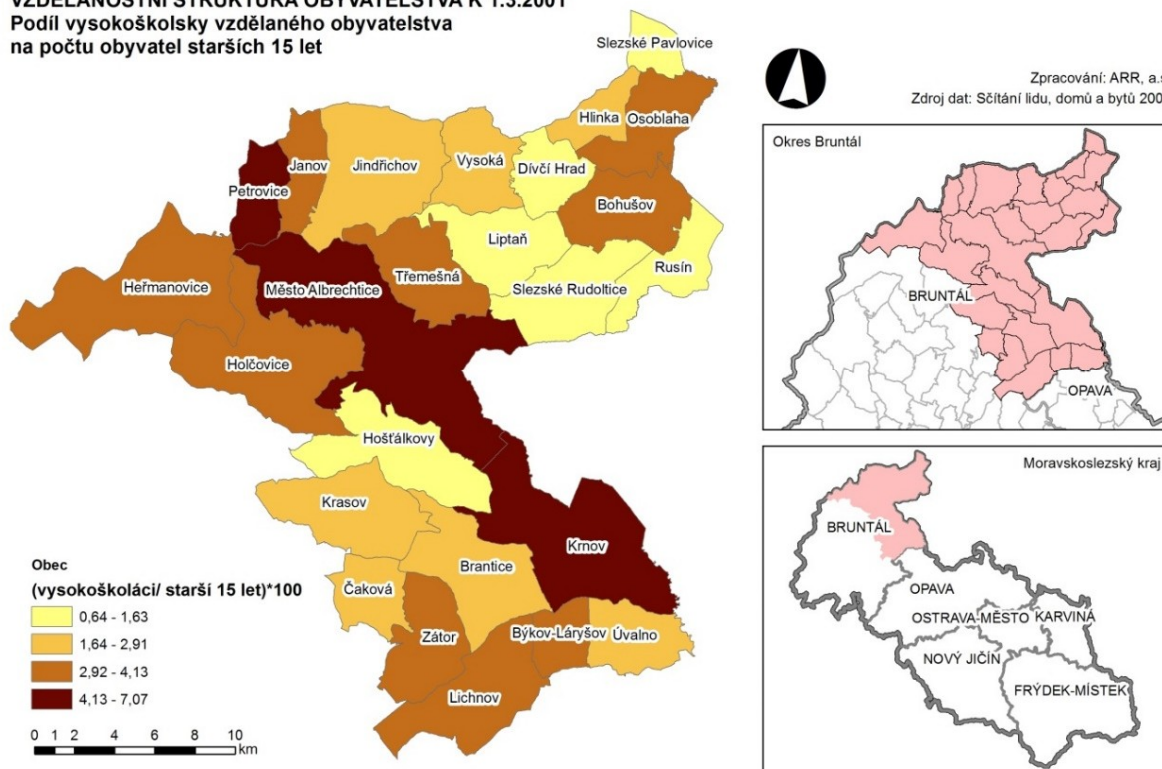 VZDĚLANOSTNÍ STRUKTURA OBYVATELSTVA K 1.3.2001
Podíl vysokoškolsky vzdělaného obyvatelstva
na počtu obyvatel starších 15 let
Zpracování: ARR, a.s
Zdroj dat: Sčítání lidu, domů a bytů 200
Slezské Pavlovice
Hlinka
Osoblaha
Janov
Jindřichov
Vysoká
Dívčí Hrad
Petrovice
Bohušov
Liptaň
Rusín
Heřmanovice
Město Albrechtice
Třemešná
Slezské Rudoltice
Holčovice
Hošťálkovy
Krasov
Krnov
Brantice
Čaková
Zátor
Býkov-Láryšov
Úvalno
Lichnov
Obec
(vysokoškoláci/ starší 15 let)*100
0,64 - 1,63
1,64 - 2,91
2,92 - 4,13
4,13 - 7,07
0 1 2 4 6 8 10
km
Okres Bruntál
BRUNTÁL
OPAVA
Moravskoslezský kraj
BRUNTÁL
OPAVA
OSTRAVA-MĚSTO
KARVINÁ
NOVÝ JIČÍN
FRÝDEK-MÍSTEK